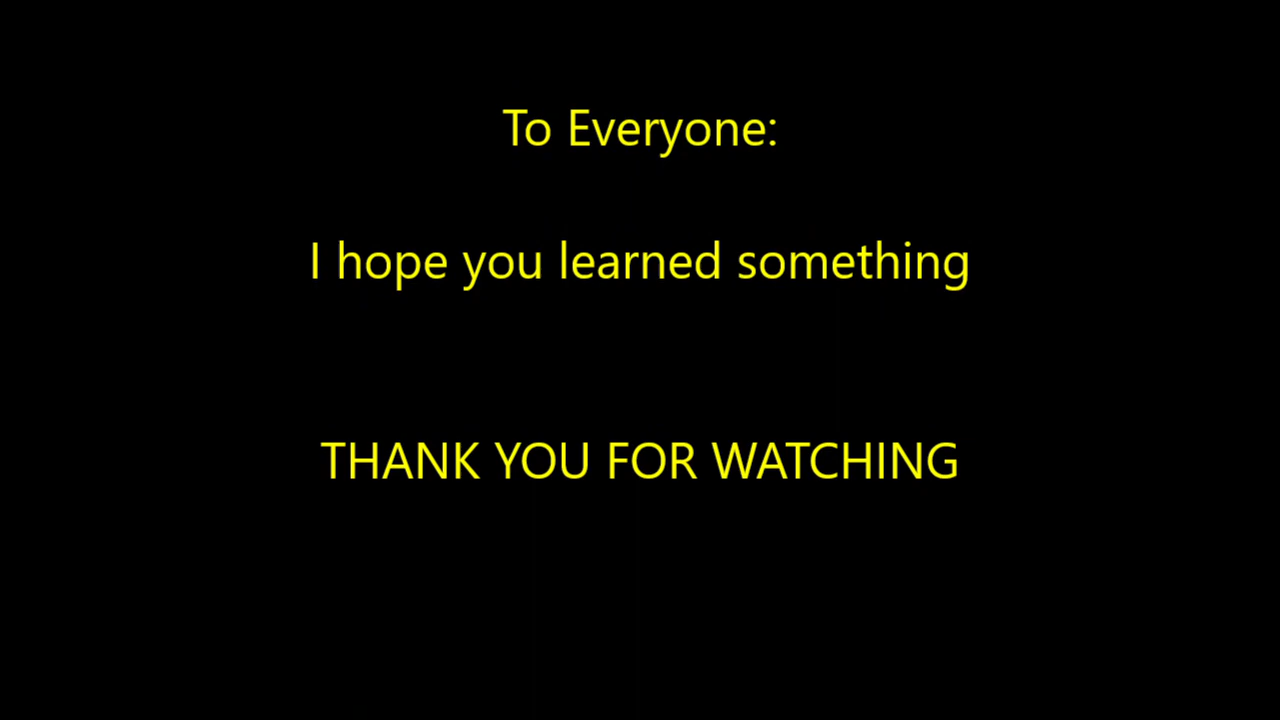 To Everyone:
I hope you learned something
THANK YOU FOR WATCHING